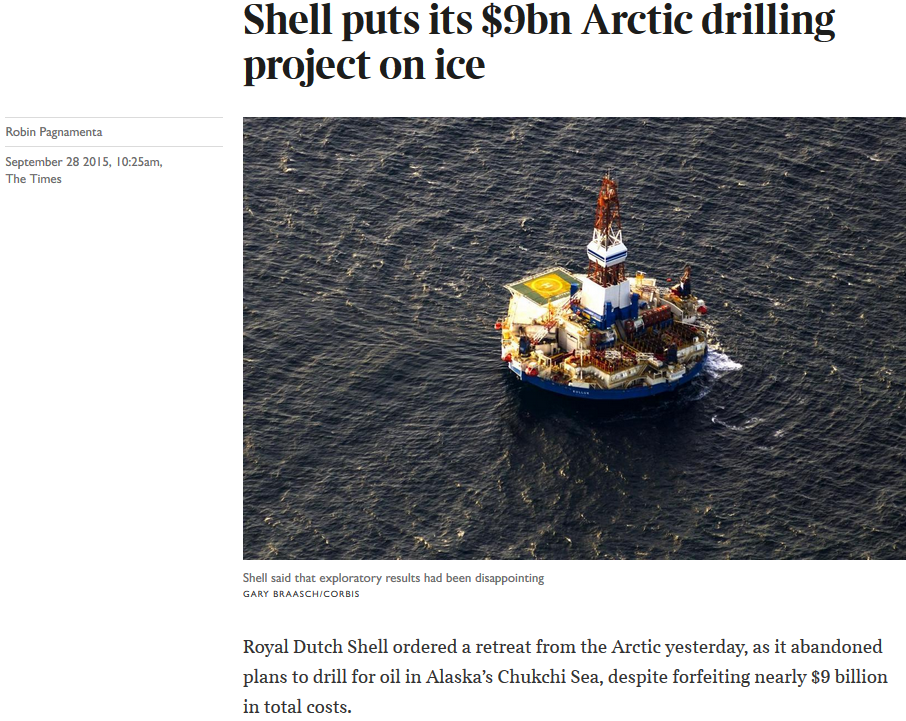 Shell puts its $9bn Arctic drilling
project on ice
Robin Pagnamenta
September 28 2015, 10:25am,
The Times
Shell said that exploratory results had been disappointing
GARY BRAASCH/CORBIS
Royal Dutch Shell ordered a retreat from the Arctic yesterday, as it abandoned
plans to drill for oil in Alaska’s Chukchi Sea, despite forfeiting nearly $9 billion
in total costs.